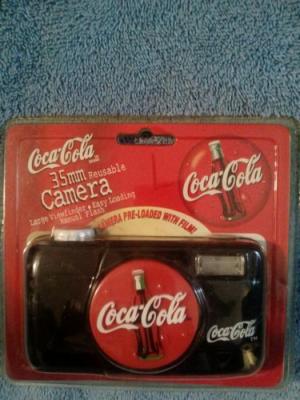 Coca-Cola
35mm Reusable
Camera
Large Viewfinder • Easy Loading
Manual Flash
Coca-Cola
CAMERA PRE-LOADED WITH FILM!
Coca-Cola
Coca-Cola™